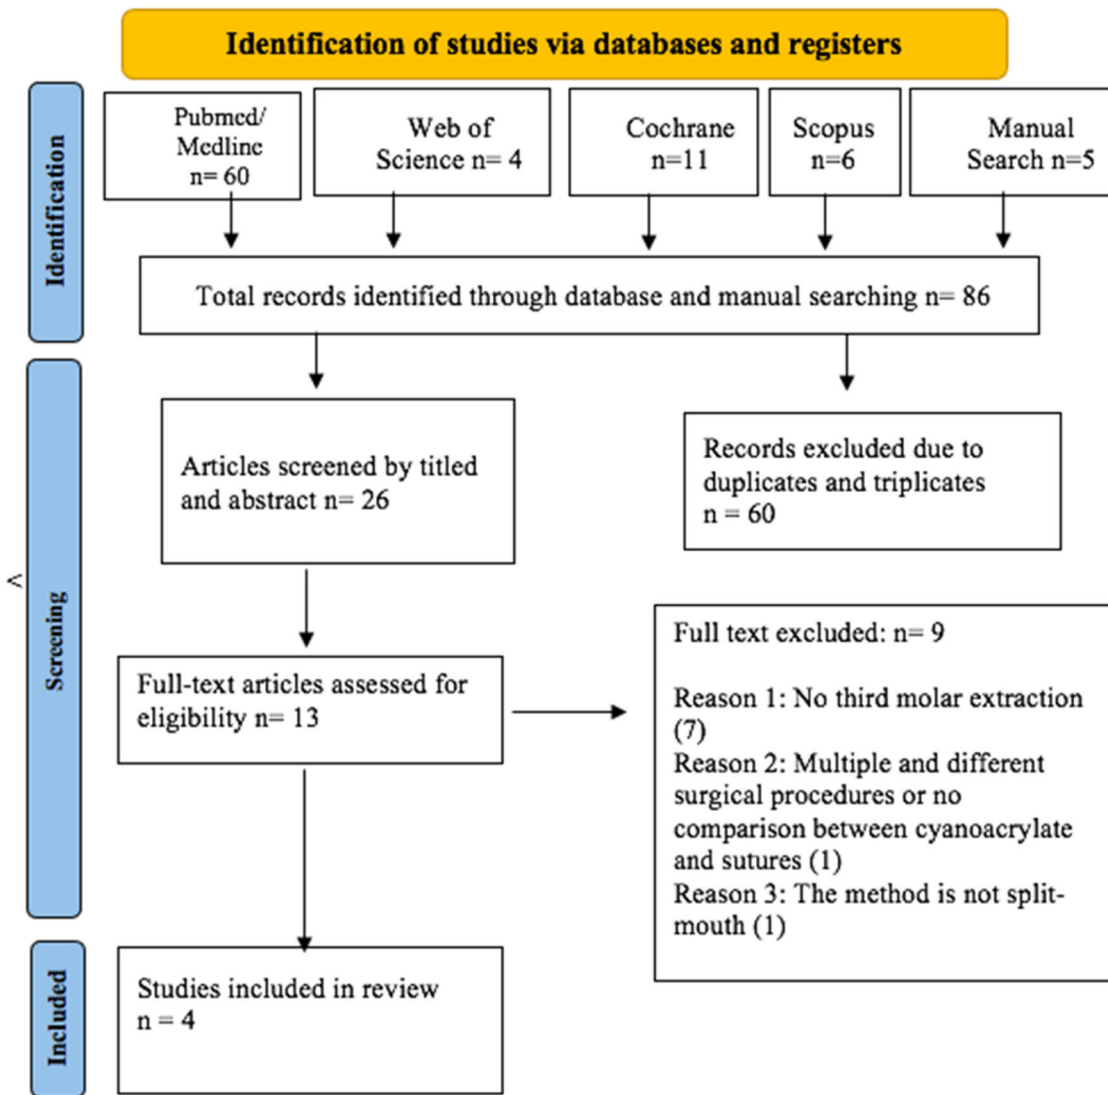 Identification of studies via databases and registers
Identification
Pubmed/
Medline
n= 60
Web of
Science n= 4
Cochrane
n=11
Scopus
n=6
Manual
Search n=5
Total records identified through database and manual searching n= 86
Screening
<
Articles screened by titled
and abstract n= 26
Records excluded due to
duplicates and triplicates
n = 60
Full-text articles assessed for
eligibility n= 13
Full text excluded: n= 9
Reason 1: No third molar extraction
(7)
Reason 2: Multiple and different
surgical procedures or no
comparison between cyanoacrylate
and sutures (1)
Reason 3: The method is not split-
mouth (1)
Included
Studies included in review
n = 4